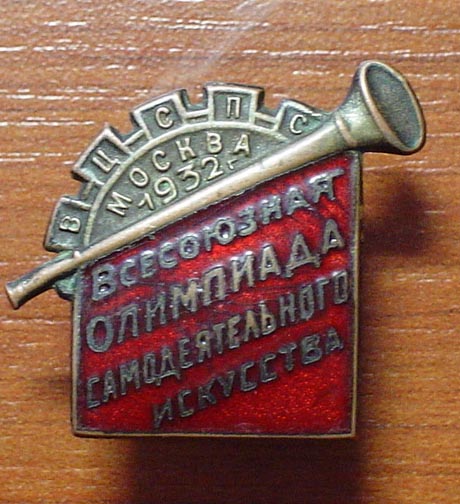 ВЦСПС
МОСКВА
1932 г.
ВСЕСОЮЗНАЯ
ОЛИМПИАДА
САМОДЕЯТЕЛЬНОГО
ИСКУССТВА